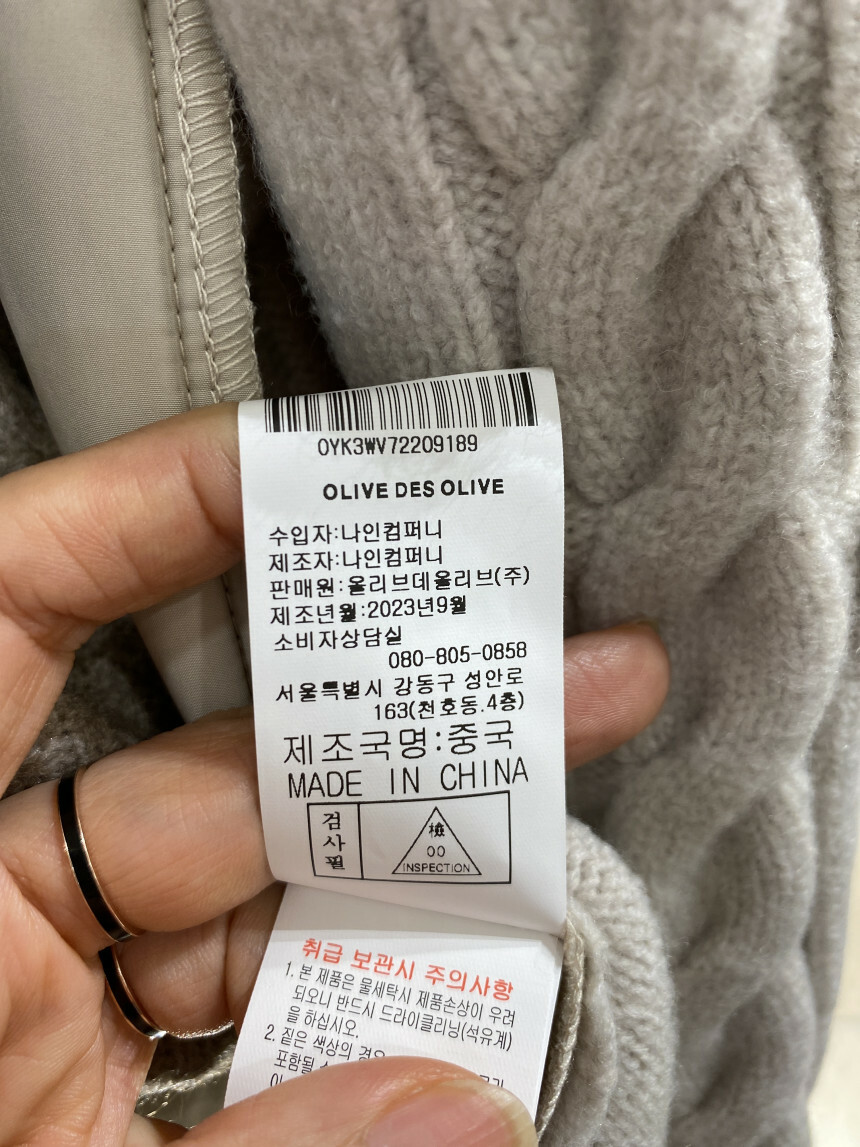 0YK3WV72209189
OLIVE DES OLIVE
수입자:나인컴퍼니
제조자:나인컴퍼니
판매원:올리브데올리브(주)
제조년월:2023년9월
소비자상담실
080-805-0858
서울특별시 강동구 성안로
163(천호동.4층)
제조국명:중국
MADE IN CHINA
검
사
필
檢
00
INSPECTION
취급 보관시 주의사항
1. 본 제품은 물세탁시 제품손상이 우려
되오니 반드시 드라이클리닝(석유계)
을 하십시오.
2. 짙은 색상의 경우
포함될